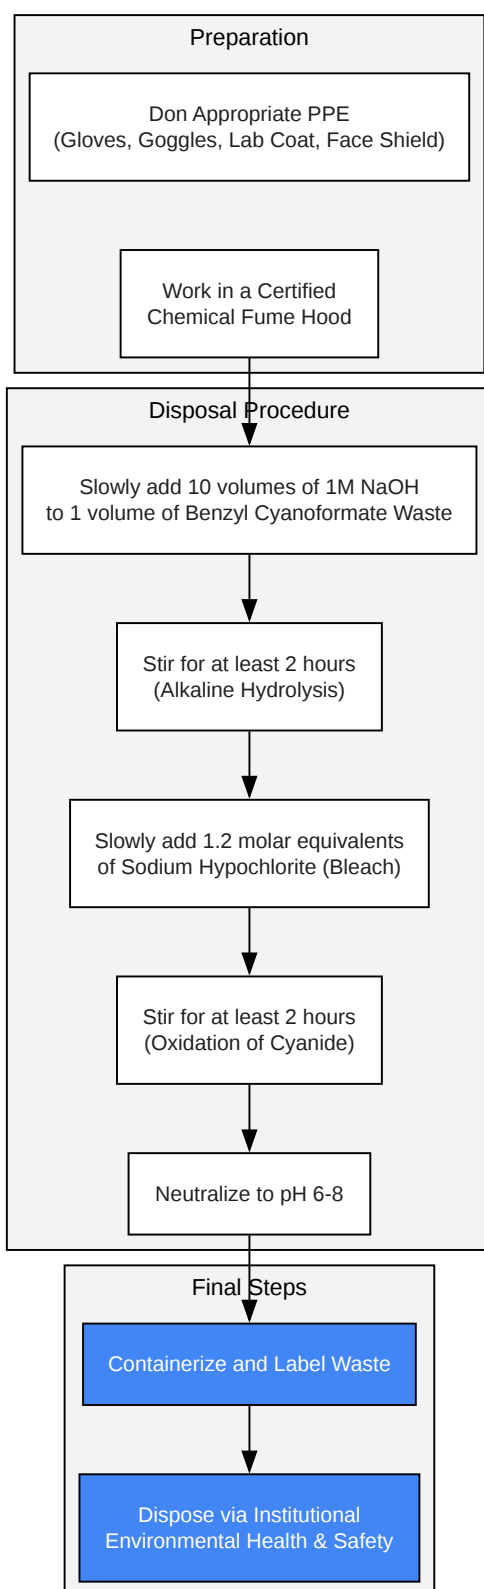 Preparation
Don Appropriate PPE
(Gloves, Goggles, Lab Coat, Face Shield)
Work in a Certified
Chemical Fume Hood
Disposal Procedure
Slowly add 10 volumes of 1M NaOH
to 1 volume of Benzyl Cyanoformate Waste
Stir for at least 2 hours
(Alkaline Hydrolysis)
Slowly add 1.2 molar equivalents
of Sodium Hypochlorite (Bleach)
Stir for at least 2 hours
(Oxidation of Cyanide)
Neutralize to pH 6-8
Final Steps
Containerize and Label Waste
Dispose via Institutional
Environmental Health & Safety